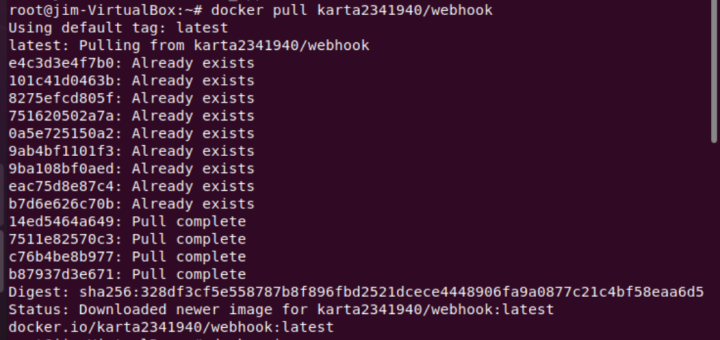 root@jim-VirtualBox:~# docker pull karta2341940/webhook
Using default tag: latest
latest: Pulling from karta2341940/webhook
e4c3d3e4f7b0: Already exists
101c41d0463b: Already exists
8275efcd805f: Already exists
751620502a7a: Already exists
0a5e725150a2: Already exists
9ab4bf1101f3: Already exists
9ba108bf0aed: Already exists
eac75d8e87c4: Already exists
b7d6e626c70b: Already exists
14ed5464a649: Pull complete
7511e82570c3: Pull complete
c76b4be8b977: Pull complete
b87937d3e671: Pull complete
Digest: sha256:328df3cf5e558787b8f896fbd2521dcece4448906fa9a0877c21c4bf58eaa6d5
Status: Downloaded newer image for karta2341940/webhook:latest
docker.io/karta2341940/webhook:latest